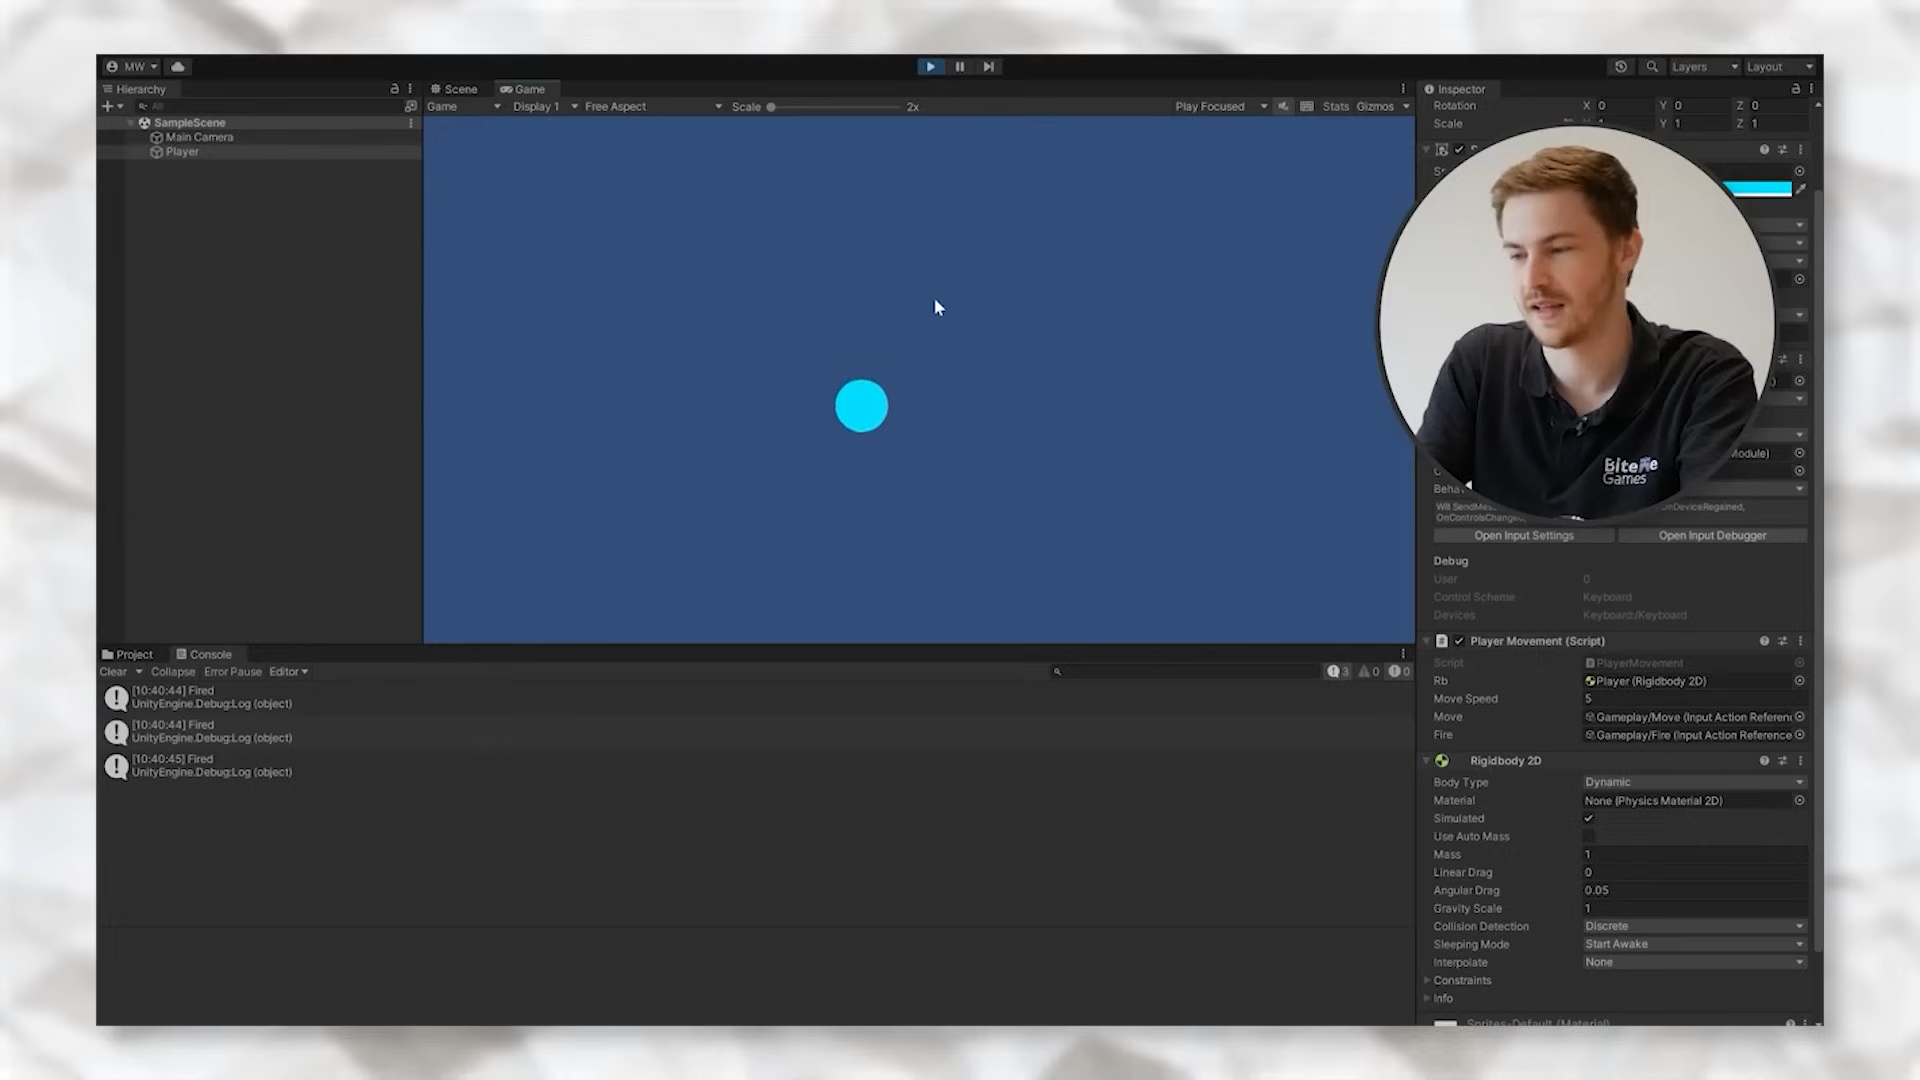 MW
Layers
Layout
Hierarchy
All
SampleScene
Main Camera
Player
Scene
Game
Game
Display 1
Free Aspect
Scale
2x
Play Focused
Stats
Gizmos
Inspector
Rotation X 0 Y 0 Z 0
Scale X 1 Y 1 Z 1
BiteMe
Games
Module)
Will SendMes
OnDeviceRegained,
OnControlsChanged,
Open Input Settings
Open Input Debugger
Debug
User 0
Control Scheme Keyboard
Devices Keyboard:/Keyboard
Player Movement (Script)
Script PlayerMovement
Rb Player (Rigidbody 2D)
Move Speed 5
Move Gameplay/Move (Input Action Referen
Fire Gameplay/Fire (Input Action Reference
Rigidbody 2D
Body Type Dynamic
Material None (Physics Material 2D)
Simulated
Use Auto Mass
Mass 1
Linear Drag 0
Angular Drag 0.05
Gravity Scale 1
Collision Detection Discrete
Sleeping Mode Start Awake
Interpolate None
Constraints
Info
Sprites-Default (Material)
Project
Console
Clear
Collapse
Error Pause
Editor
3
0
0
[10:40:44] Fired
UnityEngine.Debug:Log (object)
[10:40:44] Fired
UnityEngine.Debug:Log (object)
[10:40:45] Fired
UnityEngine.Debug:Log (object)